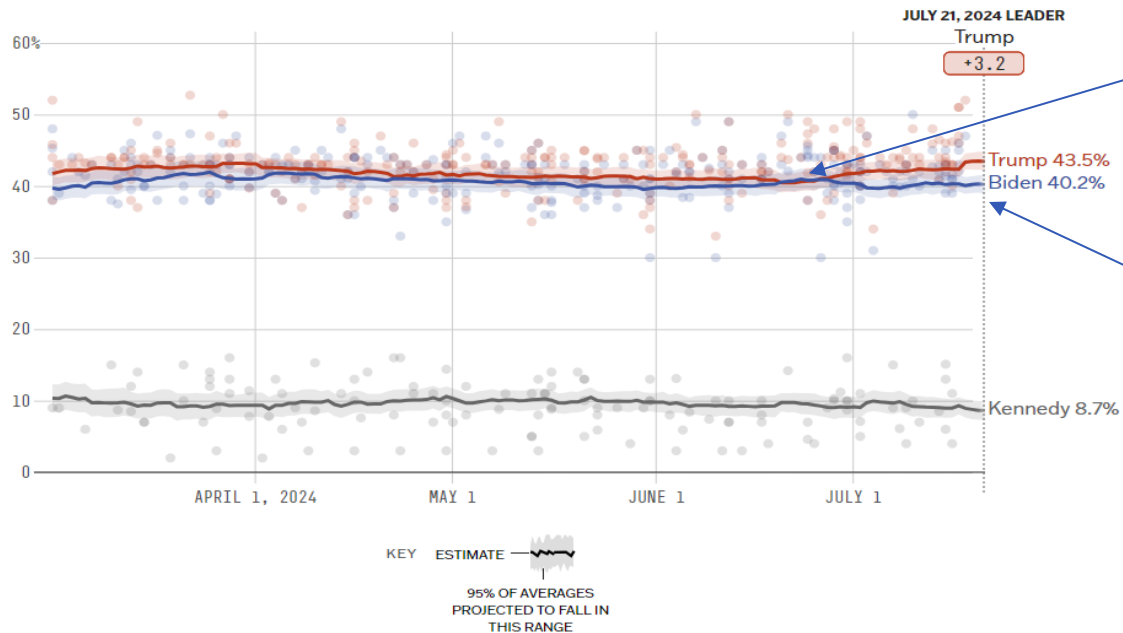 JULY 21, 2024 LEADER
Trump
+3.2
60%
50
40
30
20
10
0
Trump 43.5%
Biden 40.2%
Kennedy 8.7%
APRIL 1, 2024
MAY 1
JUNE 1
JULY 1
KEY
ESTIMATE
95% OF AVERAGES
PROJECTED TO FALL IN
THIS RANGE